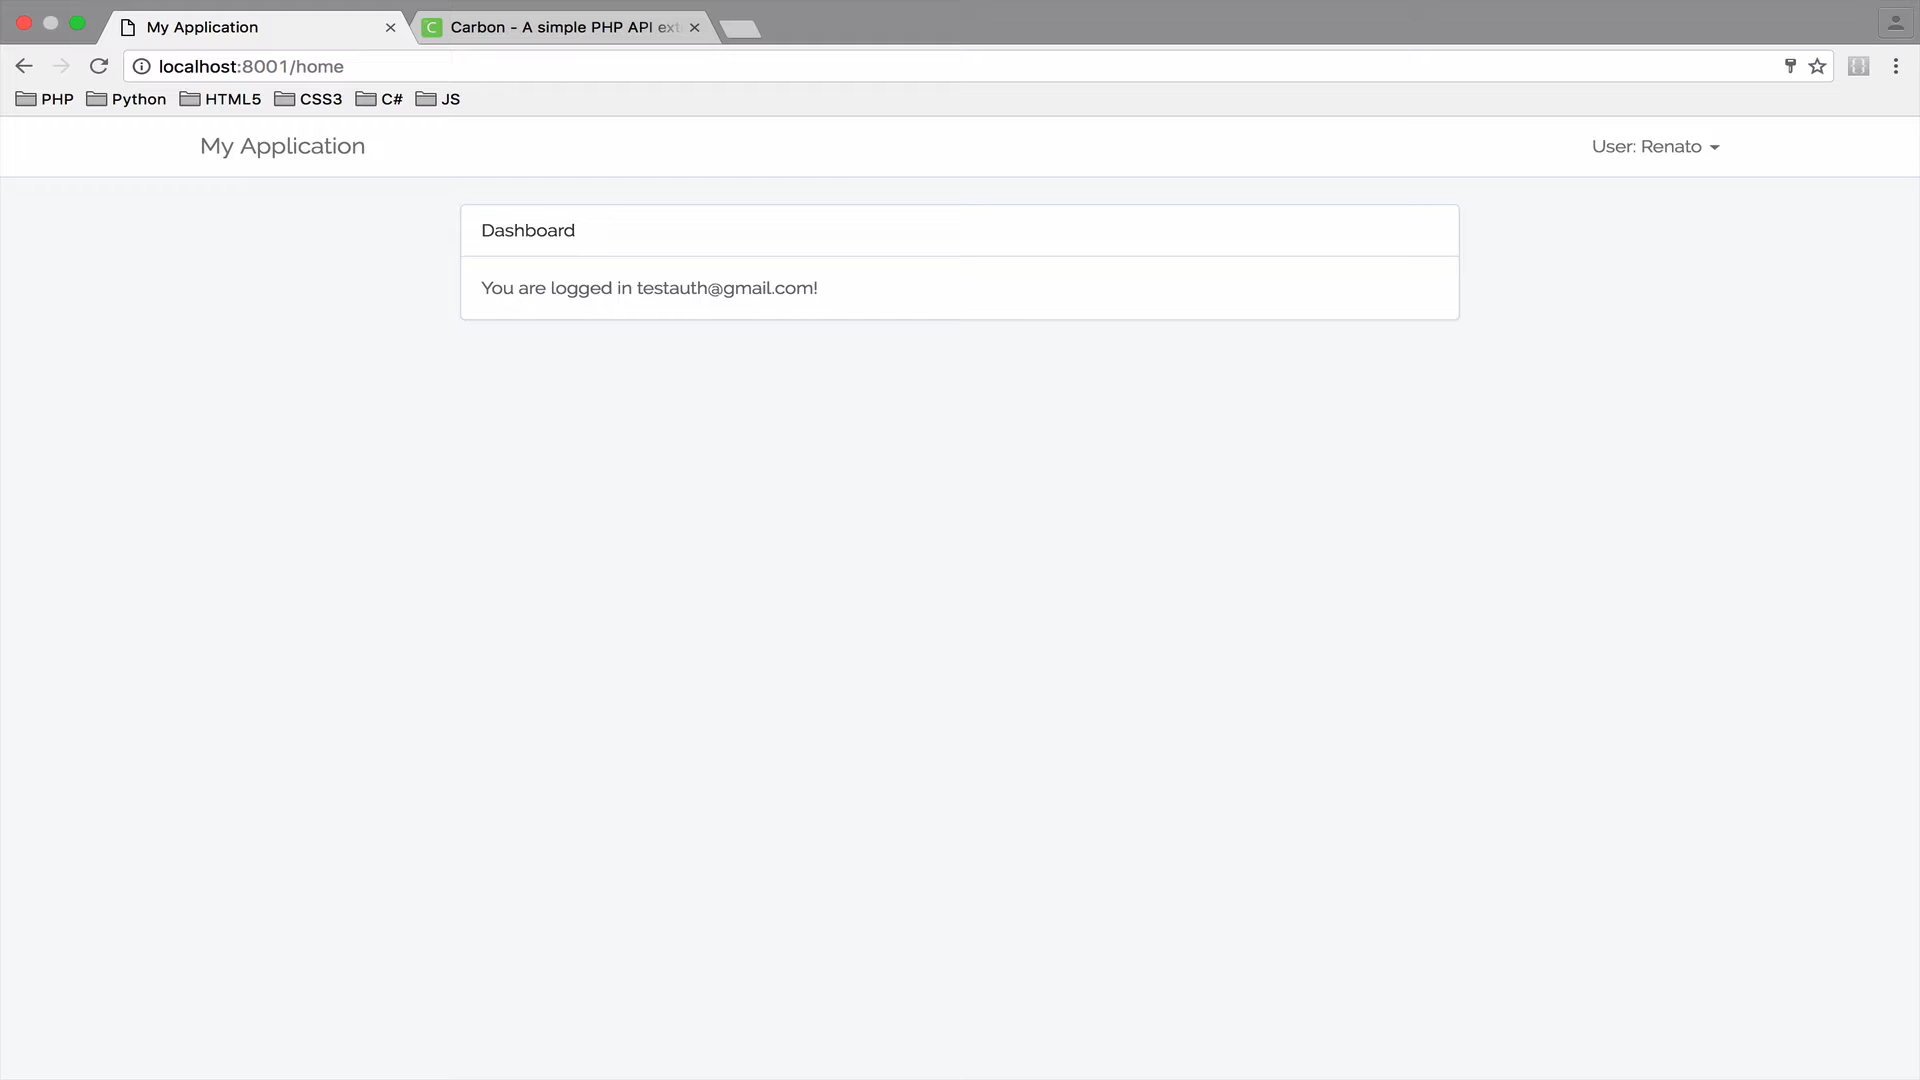 My Application
Carbon - A simple PHP API ext
localhost:8001/home
PHP Python HTML5 CSS3 C# JS
My Application
User: Renato
Dashboard
You are logged in testauth@gmail.com!